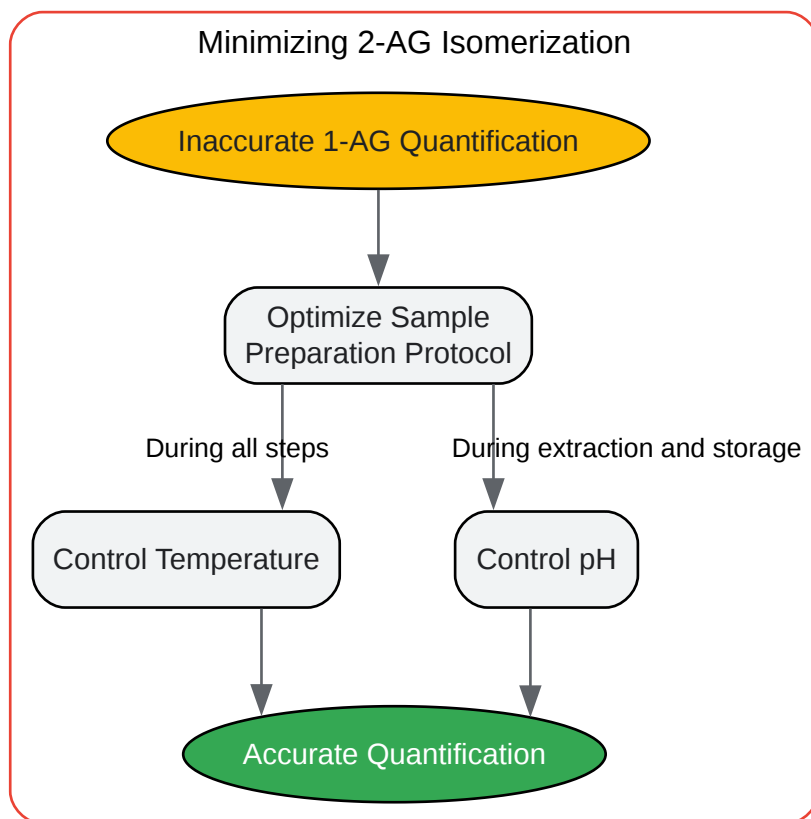 Minimizing 2-AG Isomerization
Inaccurate 1-AG Quantification
Optimize Sample
Preparation Protocol
During all steps
During extraction and storage
Control Temperature
Control pH
Accurate Quantification